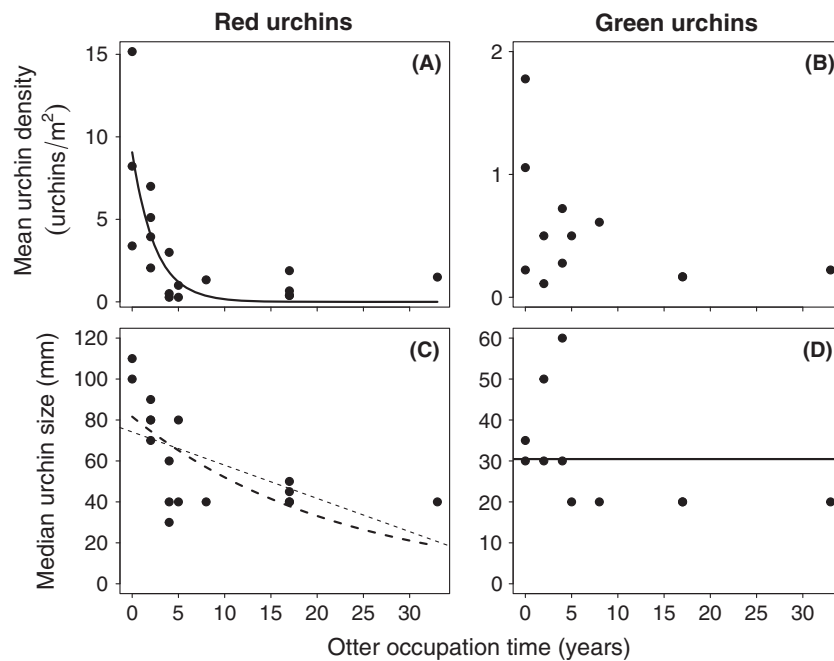 Red urchins
Green urchins
Mean urchin density
(urchins/m²)
15
10
5
0
(A)
2
1
0
(B)
Median urchin size (mm)
120
100
80
60
40
20
0
(C)
0 5 10 15 20 25 30
60
50
40
30
20
10
0
(D)
0 5 10 15 20 25 30
Otter occupation time (years)